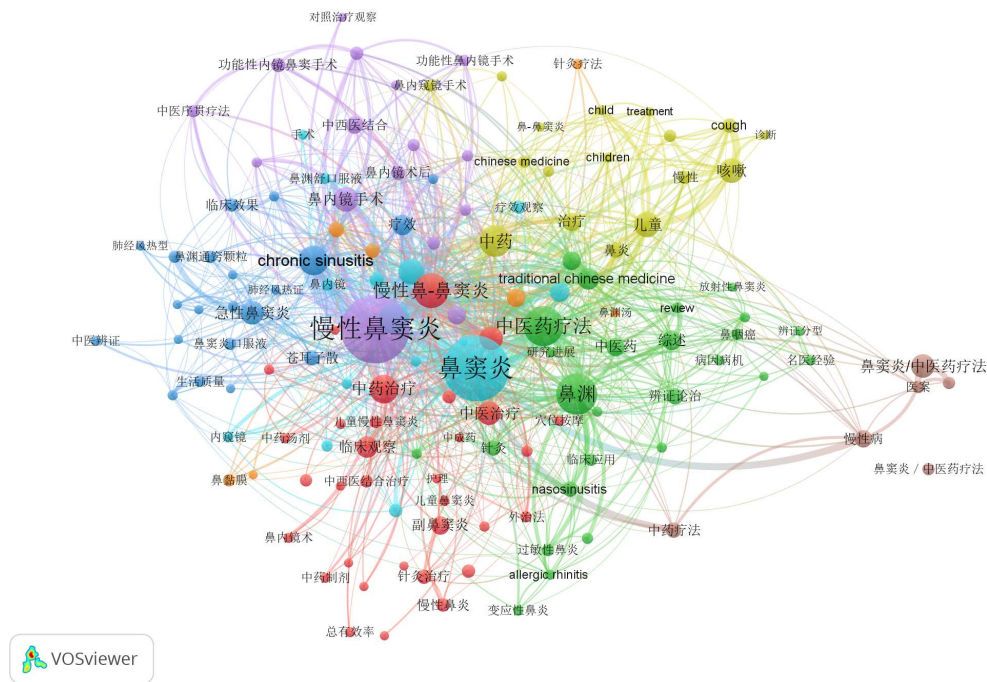 对照治疗观察
功能性内镜鼻窦手术
功能性鼻内镜手术
针灸疗法
鼻内窥镜手术
中医序贯疗法
child
treatment
手术
中西医结合
鼻-鼻窦炎
cough
诊断
chinese medicine
children
鼻渊舒口服液
鼻内镜术后
慢性
咳嗽
临床效果
鼻内镜手术
疗效观察
疗效
治疗
儿童
肺经风热型
中药
鼻渊通窍颗粒
chronic sinusitis
鼻炎
肺经风热证
鼻内镜
慢性鼻-鼻窦炎
traditional chinese medicine
放射性鼻窦炎
急性鼻窦炎
鼻渊汤
review
慢性鼻窦炎
中医药疗法
中医辨证
鼻窦炎口服液
鼻咽癌
辨证分型
综述
苍耳子散
研究进展
中医药
病因病机
名医经验
鼻窦炎
鼻窦炎/中医药疗法
生活质量
中药治疗
鼻渊
辨证论治
医案
中医治疗
儿童慢性鼻窦炎
穴位按摩
内窥镜
中药汤剂
中成药
慢性病
临床观察
针灸
临床应用
鼻窦炎 / 中医药疗法
鼻黏膜
中西医结合治疗
护理
nasosinusitis
儿童鼻窦炎
副鼻窦炎
外治法
中药疗法
鼻内镜术
过敏性鼻炎
中药制剂
针灸治疗
allergic rhinitis
慢性鼻炎
变应性鼻炎
总有效率
VOSviewer